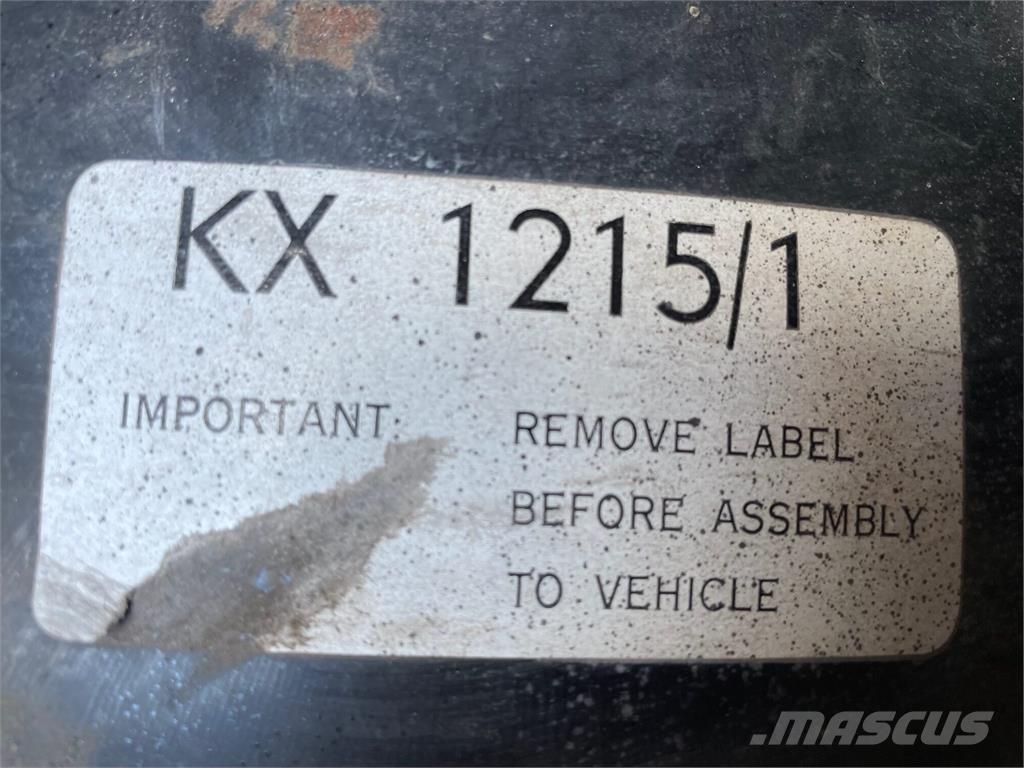 KX 1215/1
IMPORTANT: REMOVE LABEL
BEFORE ASSEMBLY
TO VEHICLE
MASCUS